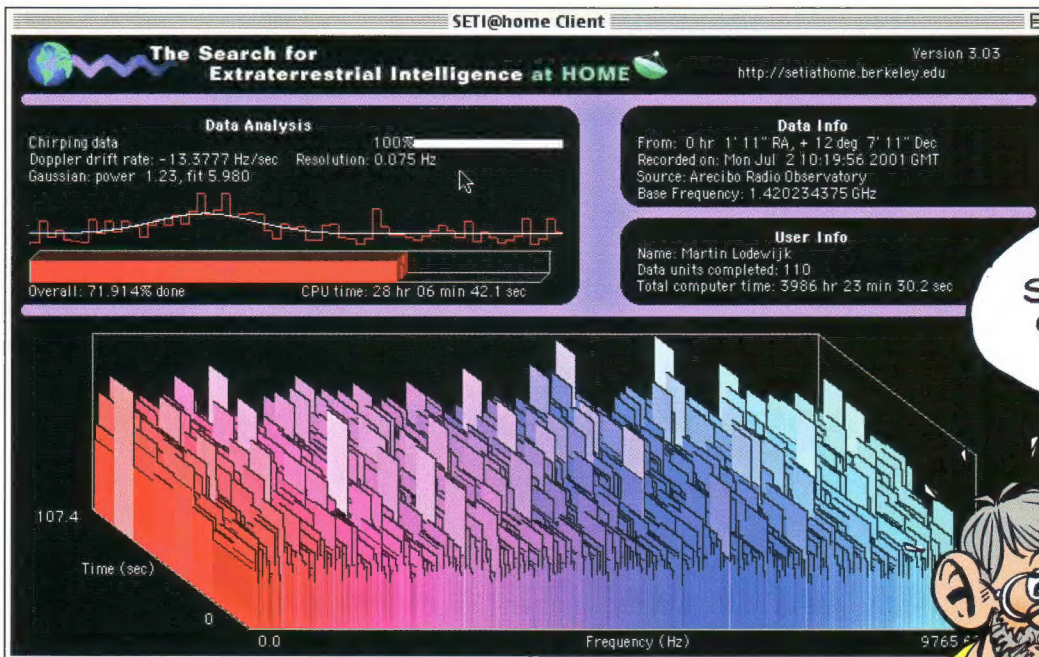 SETI@home Client
The Search for
Extraterrestrial Intelligence at HOME
Version 3.03
http://setiathome.berkeley.edu
Data Analysis
Chirping data 100%
Doppler drift rate: -13.3777 Hz/sec Resolution: 0.075 Hz
Gaussian: power 1.23, fit 5.980
Overall: 71.914% done CPU time: 28 hr 06 min 42.1 sec
Data Info
From: 0 hr 1' 11" RA, + 12 deg 7' 11" Dec
Recorded on: Mon Jul 2 10:19:56 2001 GMT
Source: Arecibo Radio Observatory
Base Frequency: 1.420234375 GHz
User Info
Name: Martin Lodewijk
Data units completed: 110
Total computer time: 3986 hr 23 min 30.2 sec
107.4
Time (sec)
0
0.0 Frequency (Hz)